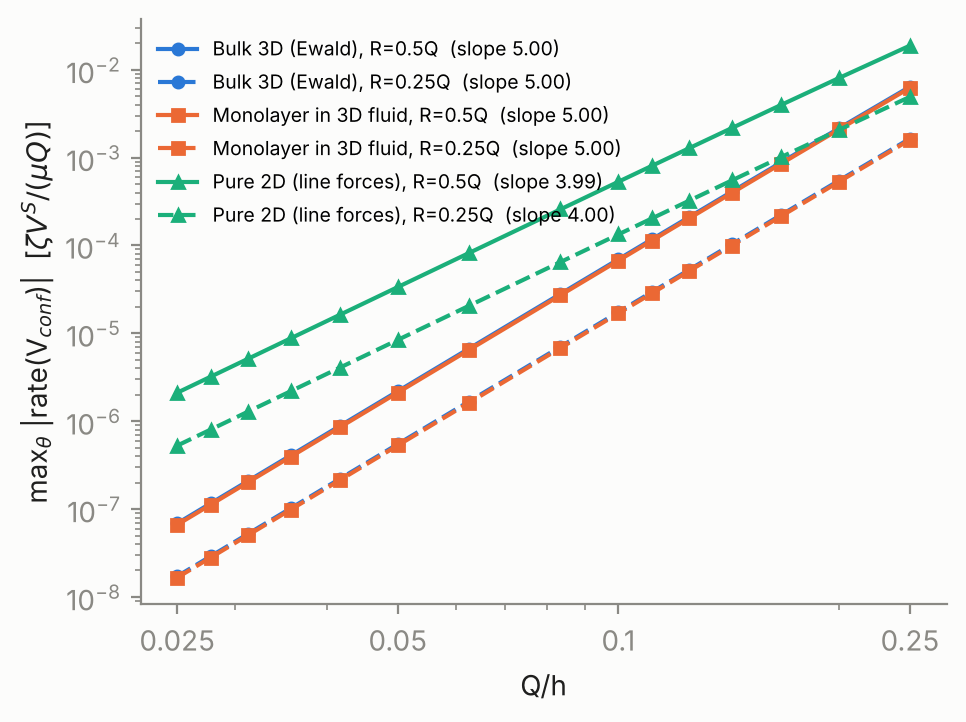 Bulk 3D (Ewald), R=0.5Q (slope 5.00)
Bulk 3D (Ewald), R=0.25Q (slope 5.00)
Monolayer in 3D fluid, R=0.5Q (slope 5.00)
Monolayer in 3D fluid, R=0.25Q (slope 5.00)
Pure 2D (line forces), R=0.5Q (slope 3.99)
Pure 2D (line forces), R=0.25Q (slope 4.00)
max_θ |rate(V_conf)| [ζV^S/(μQ)]
10⁻²
10⁻³
10⁻⁴
10⁻⁵
10⁻⁶
10⁻⁷
10⁻⁸
0.025 0.05 0.1 0.25
Q/h